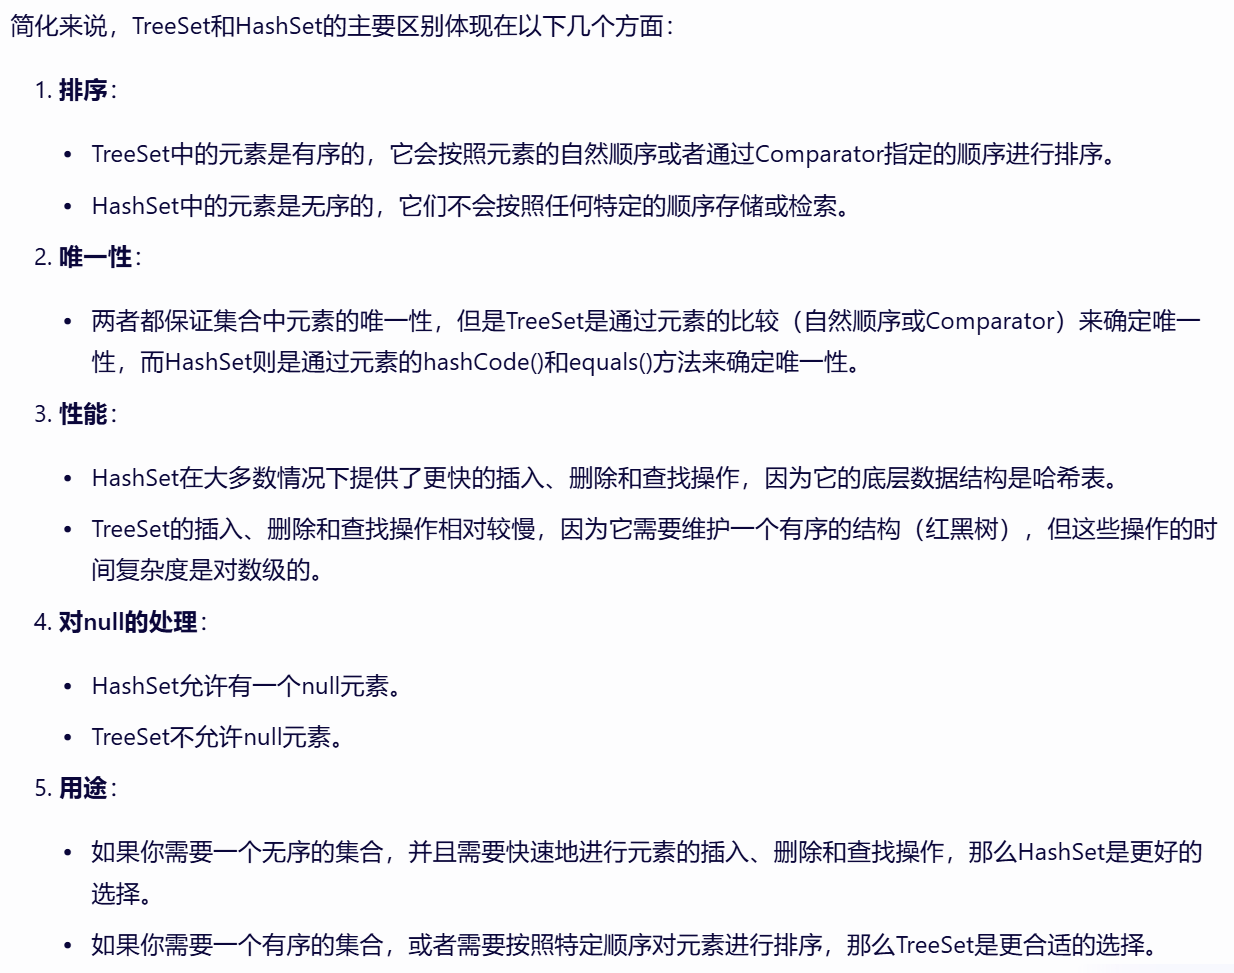 简化来说，TreeSet和HashSet的主要区别体现在以下几个方面：
1. 排序：
• TreeSet中的元素是有序的，它会按照元素的自然顺序或者通过Comparator指定的顺序进行排序。
• HashSet中的元素是无序的，它们不会按照任何特定的顺序存储或检索。
2. 唯一性：
• 两者都保证集合中元素的唯一性，但是TreeSet是通过元素的比较（自然顺序或Comparator）来确定唯一
性，而HashSet则是通过元素的hashCode()和equals()方法来确定唯一性。
3. 性能：
• HashSet在大多数情况下提供了更快的插入、删除和查找操作，因为它的底层数据结构是哈希表。
• TreeSet的插入、删除和查找操作相对较慢，因为它需要维护一个有序的结构（红黑树），但这些操作的时
间复杂度是对数级的。
4. 对null的处理：
• HashSet允许有一个null元素。
• TreeSet不允许null元素。
5. 用途：
• 如果你需要一个无序的集合，并且需要快速地进行元素的插入、删除和查找操作，那么HashSet是更好的
选择。
• 如果你需要一个有序的集合，或者需要按照特定顺序对元素进行排序，那么TreeSet是更合适的选择。